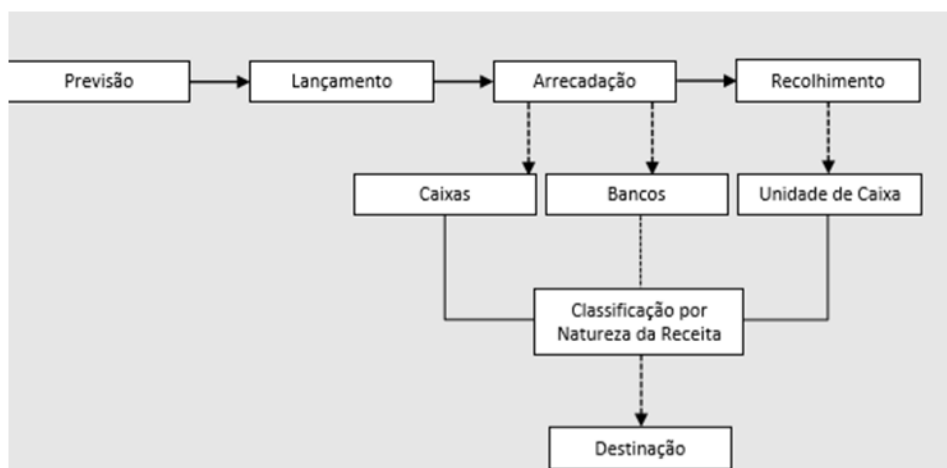 Previsão
Lançamento
Arrecadação
Recolhimento
Caixas
Bancos
Unidade de Caixa
Classificação por
Natureza da Receita
Destinação